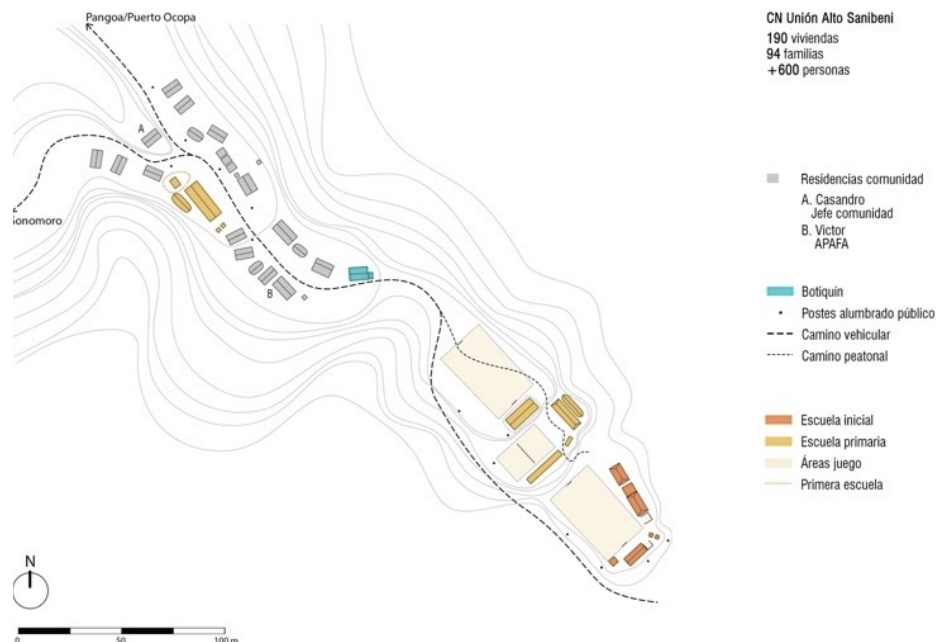 Pangoa/Puerto Ocopa
CN Unión Alto Sanibeni
190 viviendas
94 familias
+600 personas
A
Sonomoro
B
Residencias comunidad
A. Casandro
Jefe comunidad
B. Victor
APAFA
Botiquín
Postes alumbrado público
Camino vehicular
Camino peatonal
Escuela inicial
Escuela primaria
Áreas juego
Primera escuela
N
0 50 100 m